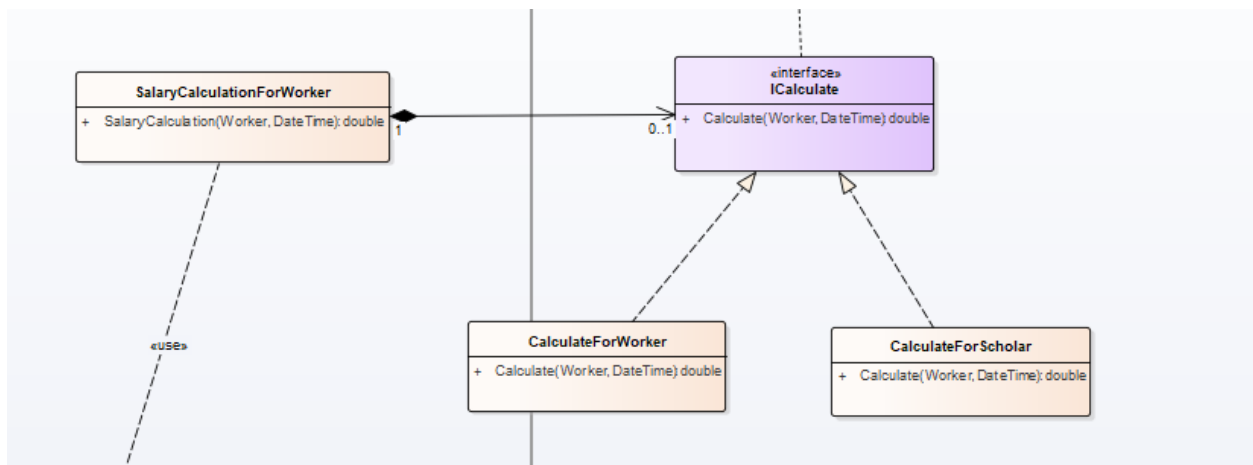 SalaryCalculationForWorker
+ SalaryCalculation(Worker, DateTime): double
1
0..1
«interface»
ICalculate
+ Calculate(Worker, DateTime) double
«use»
CalculateForWorker
+ Calculate(Worker, DateTime) double
CalculateForScholar
+ Calculate(Worker, DateTime): double